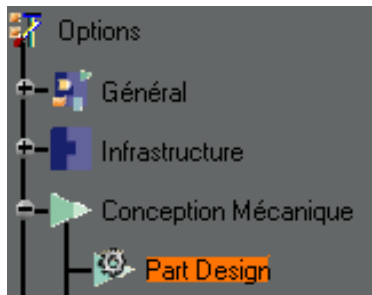 Options
Général
Infrastructure
Conception Mécanique
Part Design